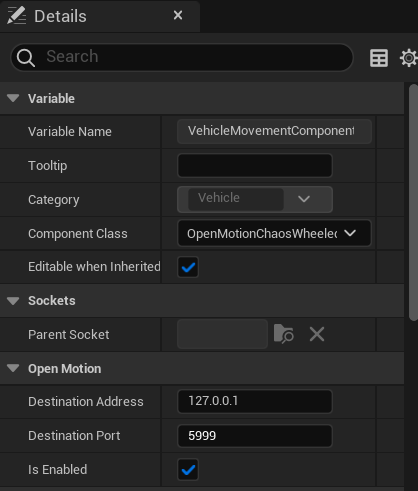 Details
Search
Variable
Variable Name VehicleMovementComponent
Tooltip
Category Vehicle
Component Class OpenMotionChaosWheelec
Editable when Inherited
Sockets
Parent Socket
Open Motion
Destination Address 127.0.0.1
Destination Port 5999
Is Enabled